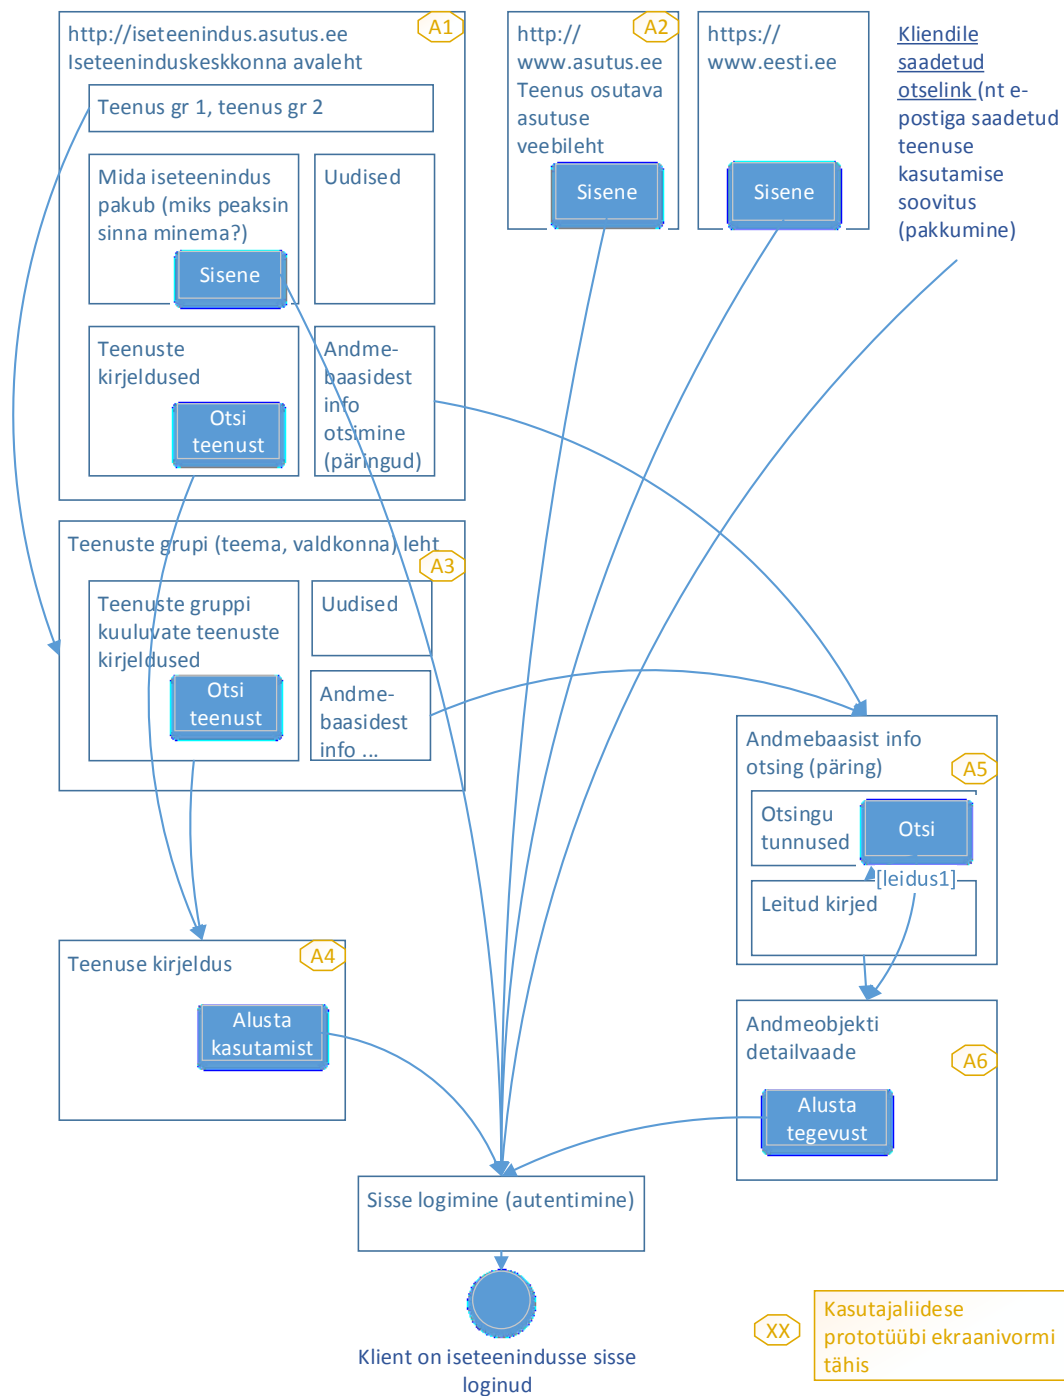 http://iseteenindus.asutus.ee
Iseteeninduskeskkonna avaleht
A1
Teenus gr 1, teenus gr 2
Mida iseteenindus
pakub (miks peaksin
sinna minema?)
Sisene
Uudised
Teenuste
kirjeldused
Otsi
teenust
Andme-
baasidest
info
otsimine
(päringud)
http://
www.asutus.ee
Teenus osutava
asutuse
veebileht
A2
Sisene
https://
www.eesti.ee
Sisene
Kliendile
saadetud
otselink (nt e-
postiga saadetud
teenuse
kasutamise
soovitus
(pakkumine)
Teenuste grupi (teema, valdkonna) leht
A3
Teenuste gruppi
kuuluvate teenuste
kirjeldused
Otsi
teenust
Uudised
Andme-
baasidest
info ...
Andmebaasist info
otsing (päring)
A5
Otsingu
tunnused
Otsi
[leidus1]
Leitud kirjed
Teenuse kirjeldus
A4
Alusta
kasutamist
Andmeobjekti
detailvaade
A6
Alusta
tegevust
Sisse logimine (autentimine)
Klient on iseteenindusse sisse
loginud
XX
Kasutajaliidese
prototüübi ekraanivormi
tähis